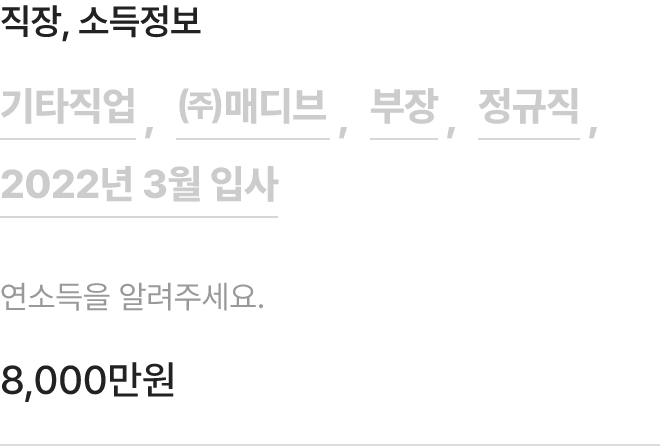 직장, 소득정보
기타직업, ㈜매디브, 부장, 정규직,
2022년 3월 입사
연소득을 알려주세요.
8,000만원